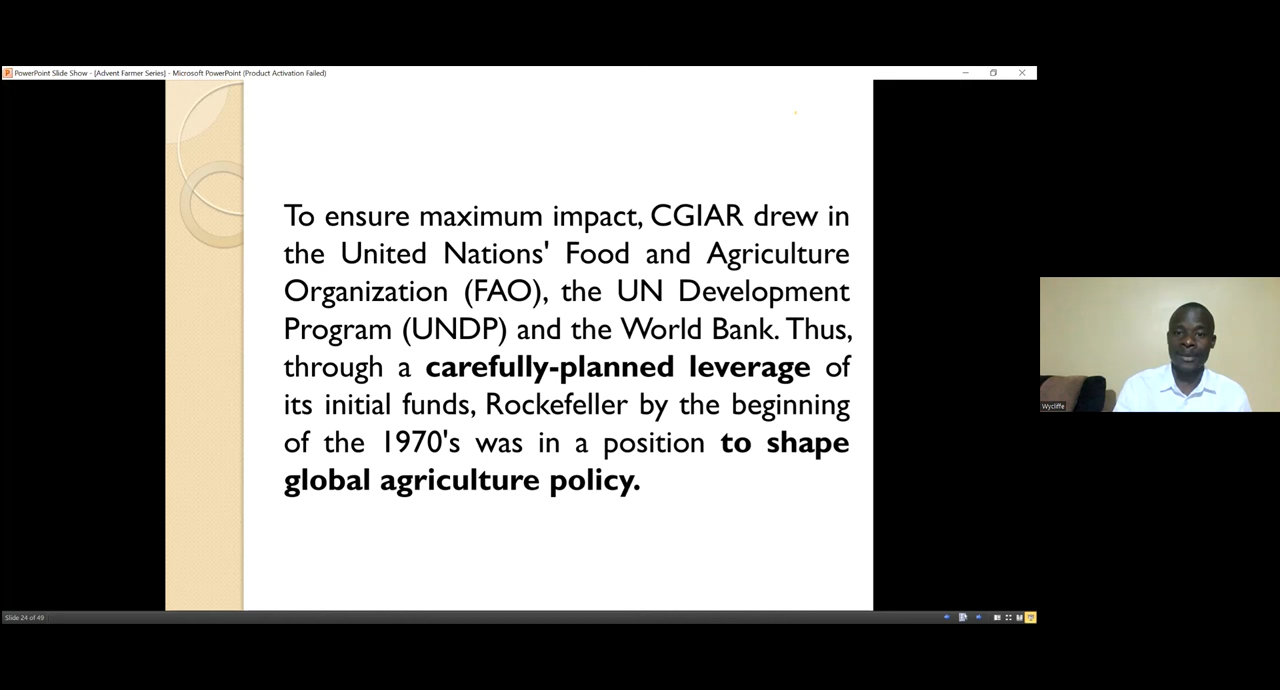 PowerPoint Slide Show - [Advent Farmer Series] - Microsoft PowerPoint (Product Activation Failed)
To ensure maximum impact, CGIAR drew in
the United Nations' Food and Agriculture
Organization (FAO), the UN Development
Program (UNDP) and the World Bank. Thus,
through a carefully-planned leverage of
its initial funds, Rockefeller by the beginning
of the 1970's was in a position to shape
global agriculture policy.
Wycliffe
Slide 24 of 49